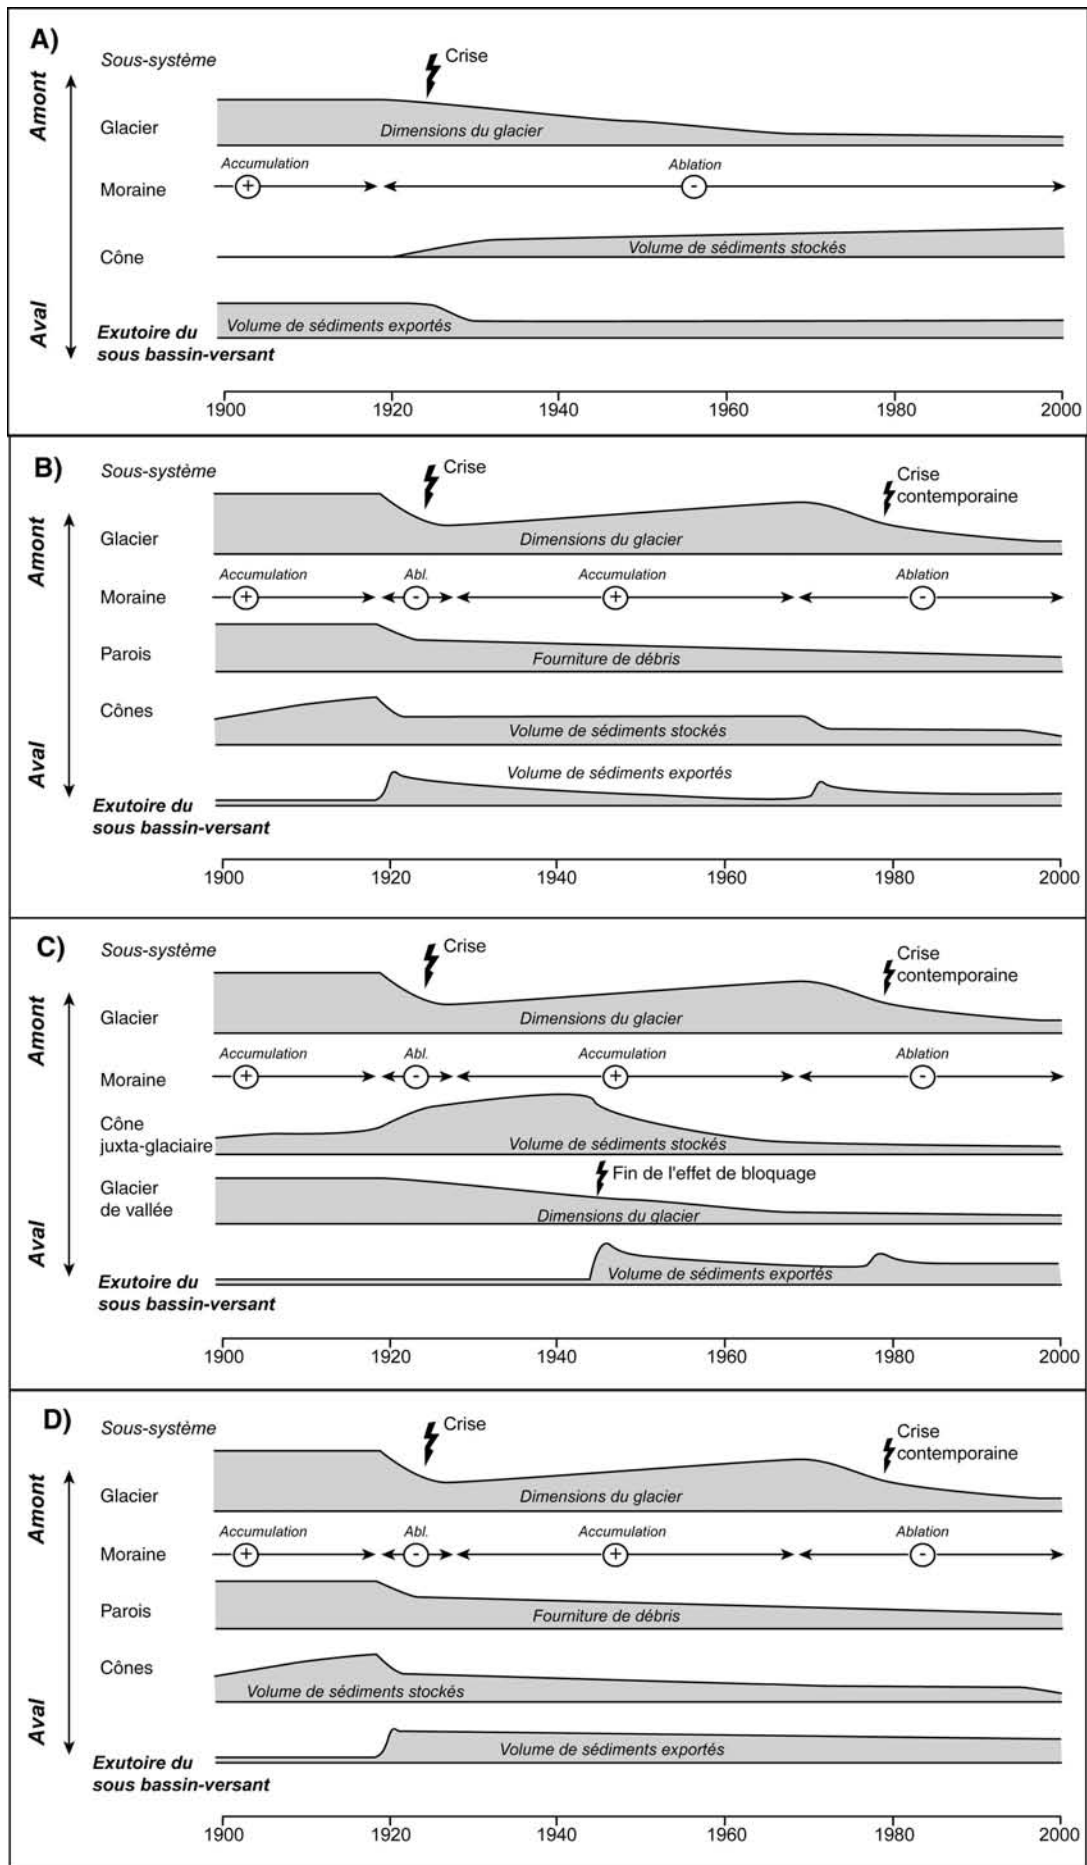 A)
Sous-système
Crise
Amont
Glacier
Dimensions du glacier
Accumulation
Ablation
Moraine
+
-
Cône
Volume de sédiments stockés
Aval
Volume de sédiments exportés
Exutoire du
sous bassin-versant
1900 1920 1940 1960 1980 2000
B)
Sous-système
Crise
Crise
contemporaine
Amont
Glacier
Dimensions du glacier
Accumulation
Abl.
Accumulation
Ablation
Moraine
+
-
+
-
Parois
Fourniture de débris
Cônes
Volume de sédiments stockés
Aval
Volume de sédiments exportés
Exutoire du
sous bassin-versant
1900 1920 1940 1960 1980 2000
C)
Sous-système
Crise
Crise
contemporaine
Amont
Glacier
Dimensions du glacier
Accumulation
Abl.
Accumulation
Ablation
Moraine
+
-
+
-
Cône
juxta-glaciaire
Volume de sédiments stockés
Fin de l'effet de bloquage
Glacier
de vallée
Dimensions du glacier
Aval
Volume de sédiments exportés
Exutoire du
sous bassin-versant
1900 1920 1940 1960 1980 2000
D)
Sous-système
Crise
Crise
contemporaine
Amont
Glacier
Dimensions du glacier
Accumulation
Abl.
Accumulation
Ablation
Moraine
+
-
+
-
Parois
Fourniture de débris
Cônes
Volume de sédiments stockés
Aval
Volume de sédiments exportés
Exutoire du
sous bassin-versant
1900 1920 1940 1960 1980 2000